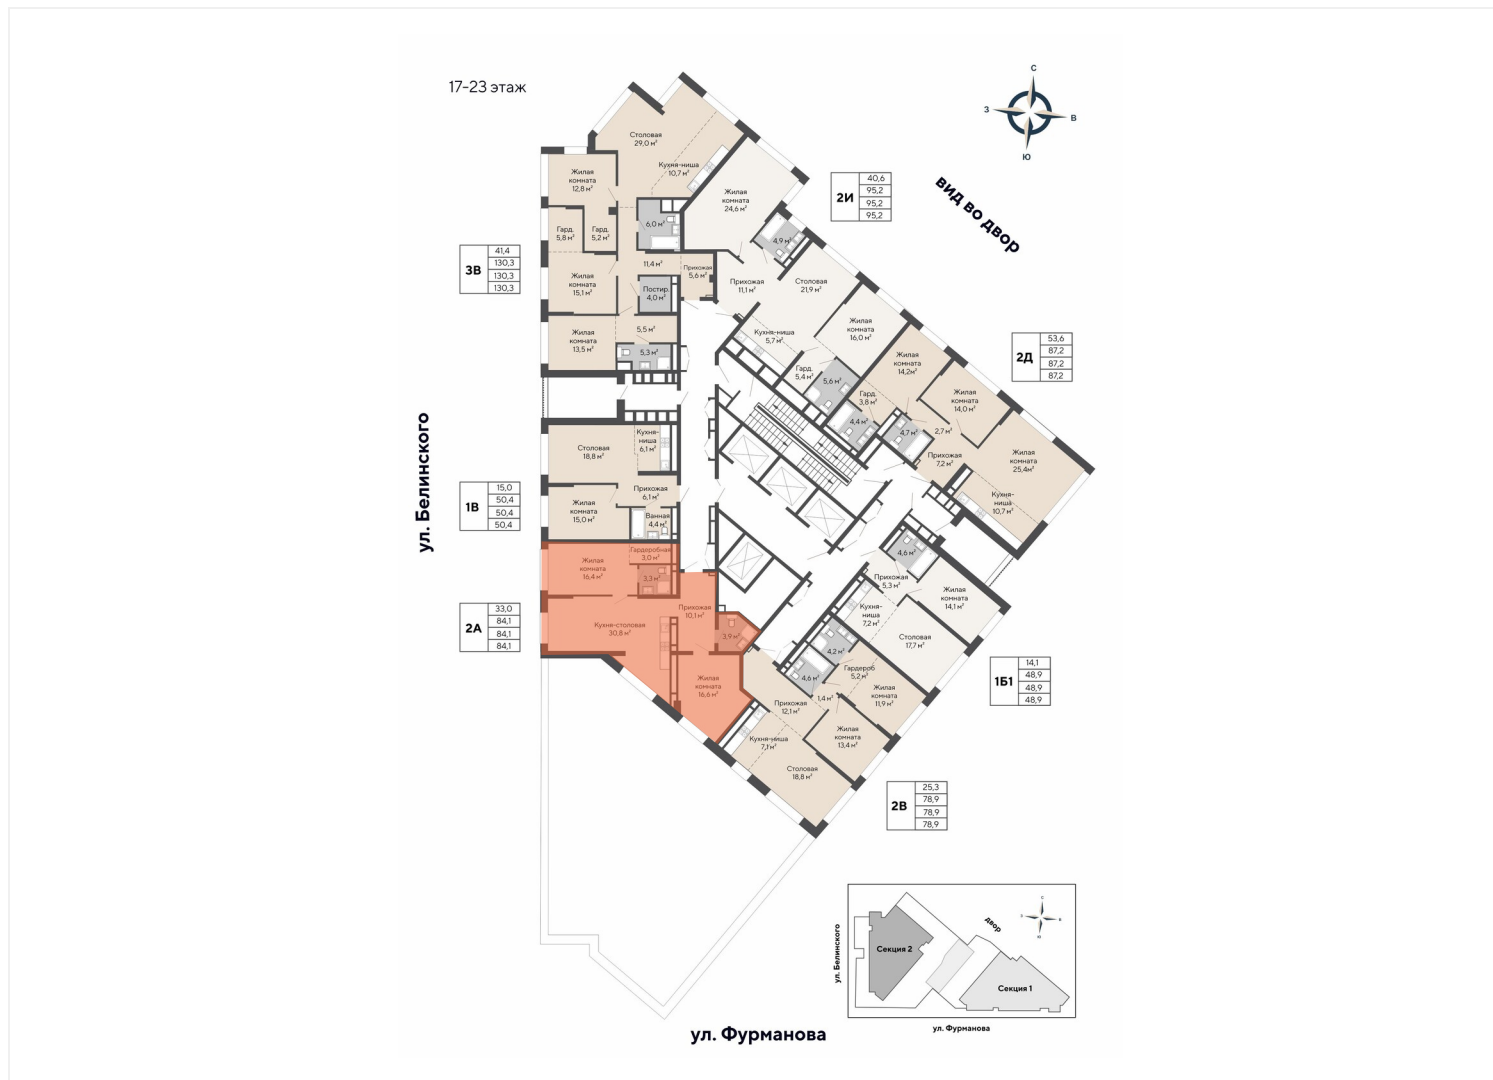 17-23 этаж
С
З
В
Ю
Столовая
29,0 м²
Кухня-ниша
10,7 м²
Жилая
комната
12,8 м²
Гард.
5,8 м²
Гард.
5,2 м²
6,0 м²
11,4 м²
Прихожая
5,6 м²
Жилая
комната
15,1 м²
Постир.
4,0 м²
5,5 м²
Жилая
комната
13,5 м²
5,3 м²
3В
41,4
130,3
130,3
130,3
Жилая
комната
24,6 м²
4,9 м²
Прихожая
11,1 м²
Столовая
21,9 м²
Кухня-ниша
5,7 м²
Жилая
комната
16,0 м²
Гард.
5,4 м²
5,6 м²
2И
40,6
95,2
95,2
95,2
вид во двор
Жилая
комната
14,2м²
Гард.
3,8 м²
4,4 м²
Жилая
комната
14,0 м²
4,7 м²
2,7 м²
Прихожая
7,2 м²
Жилая
комната
25,4м²
Кухня-
ниша
10,7 м²
2Д
53,6
87,2
87,2
87,2
ул. Белинского
Столовая
18,8 м²
Кухня-
ниша
6,1 м²
Прихожая
6,1 м²
Жилая
комната
15,0 м²
Ванная
4,4 м²
1В
15,0
50,4
50,4
50,4
Жилая
комната
16,4 м²
Гардеробная
3,0 м²
3,3 м²
Прихожая
10,1 м²
Кухня-столовая
30,8 м²
3,9 м²
Жилая
комната
16,6 м²
2А
33,0
84,1
84,1
84,1
4,6 м²
Прихожая
5,3 м²
Жилая
комната
14,1 м²
Кухня-
ниша
7,2 м²
Столовая
17,7 м²
1Б1
14,1
48,9
48,9
48,9
4,2 м²
4,6 м²
Гардероб
5,2 м²
1,4 м²
Жилая
комната
11,9 м²
Прихожая
12,1 м²
Жилая
комната
13,4 м²
Кухня-ниша
7,1 м²
Столовая
18,8 м²
2В
25,3
78,9
78,9
78,9
ул. Фурманова
ул. Белинского
Секция 2
двор
Секция 1
ул. Фурманова